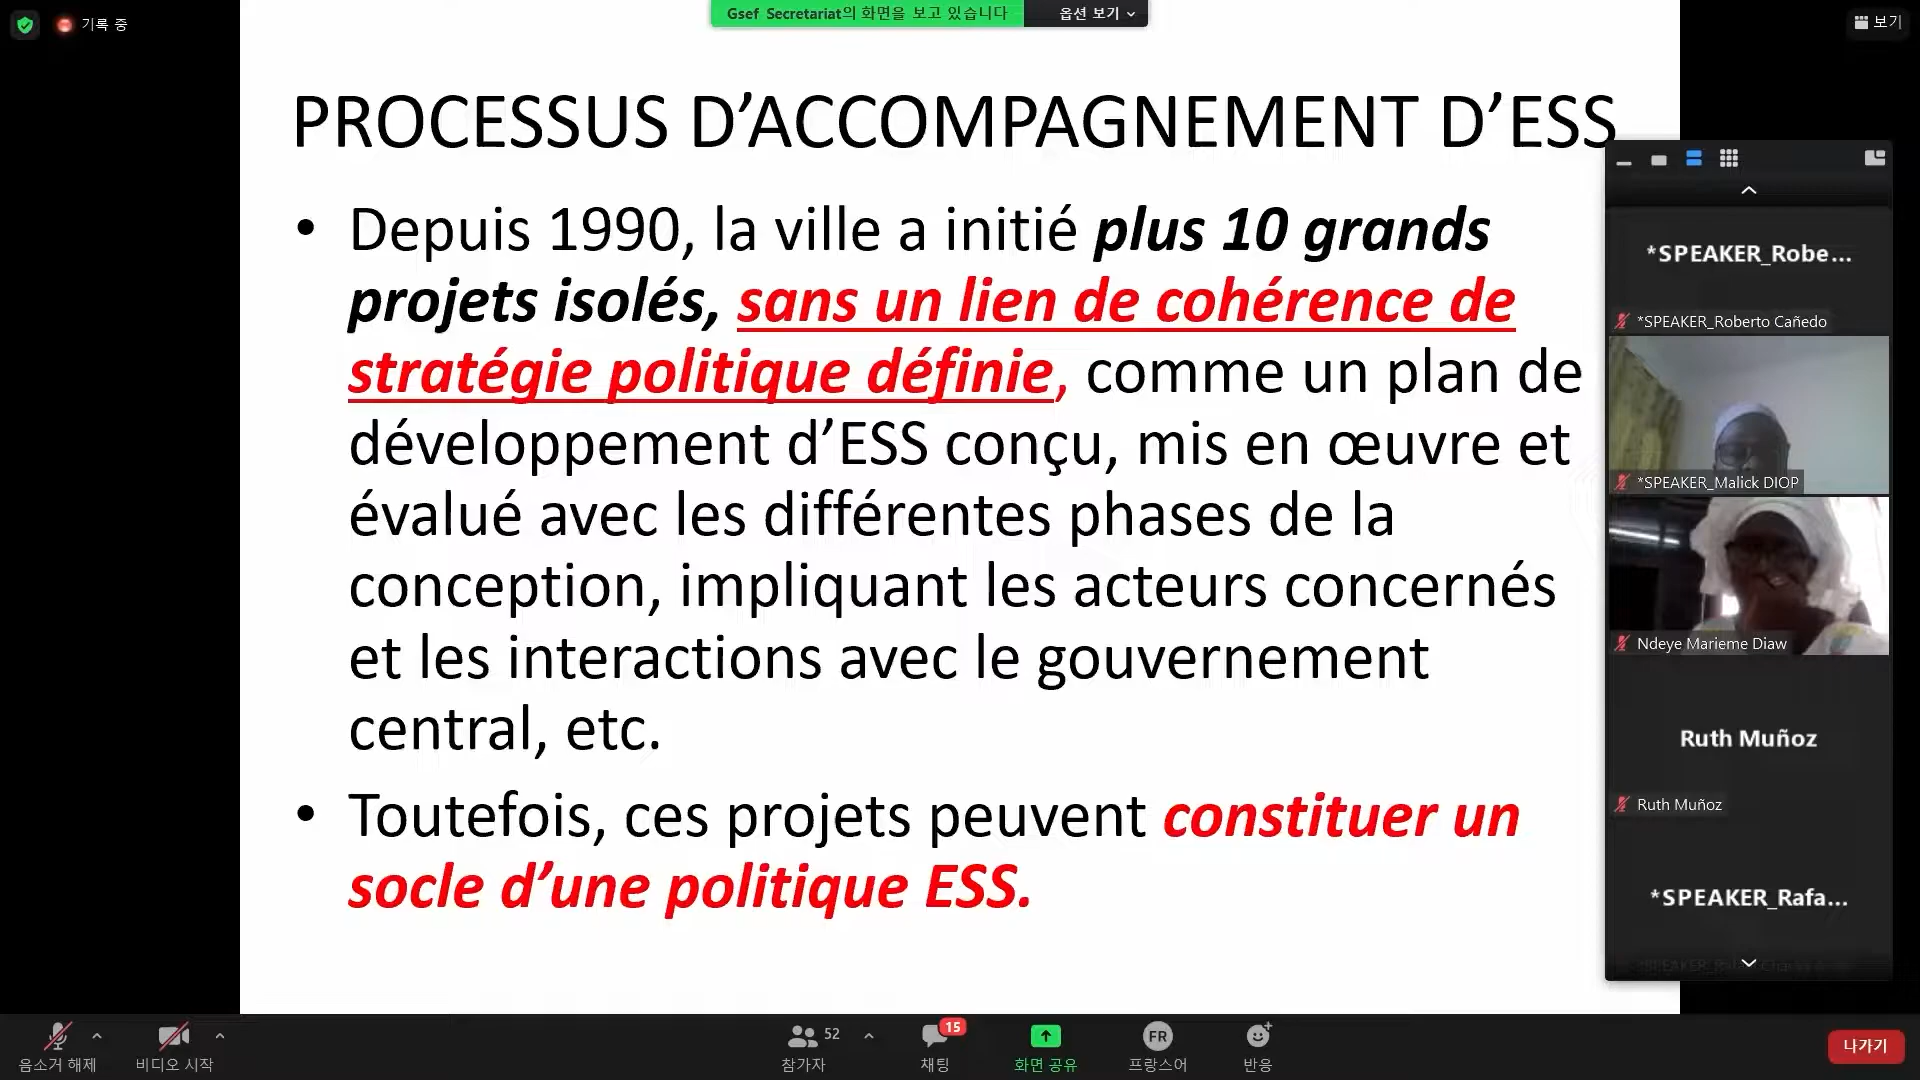 기록 중
Gsef Secretariat의 화면을 보고 있습니다
옵션 보기
보기
PROCESSUS D’ACCOMPAGNEMENT D’ESS
• Depuis 1990, la ville a initié plus 10 grands
projets isolés, sans un lien de cohérence de
stratégie politique définie, comme un plan de
développement d’ESS conçu, mis en œuvre et
évalué avec les différentes phases de la
conception, impliquant les acteurs concernés
et les interactions avec le gouvernement
central, etc.
• Toutefois, ces projets peuvent constituer un
socle d’une politique ESS.
*SPEAKER_Robe...
*SPEAKER_Roberto Cañedo
*SPEAKER_Malick DIOP
Ndeye Marieme Diaw
Ruth Muñoz
Ruth Muñoz
*SPEAKER_Rafa...
음소거 해제
비디오 시작
52
참가자
15
채팅
화면 공유
FR
프랑스어
반응
나가기